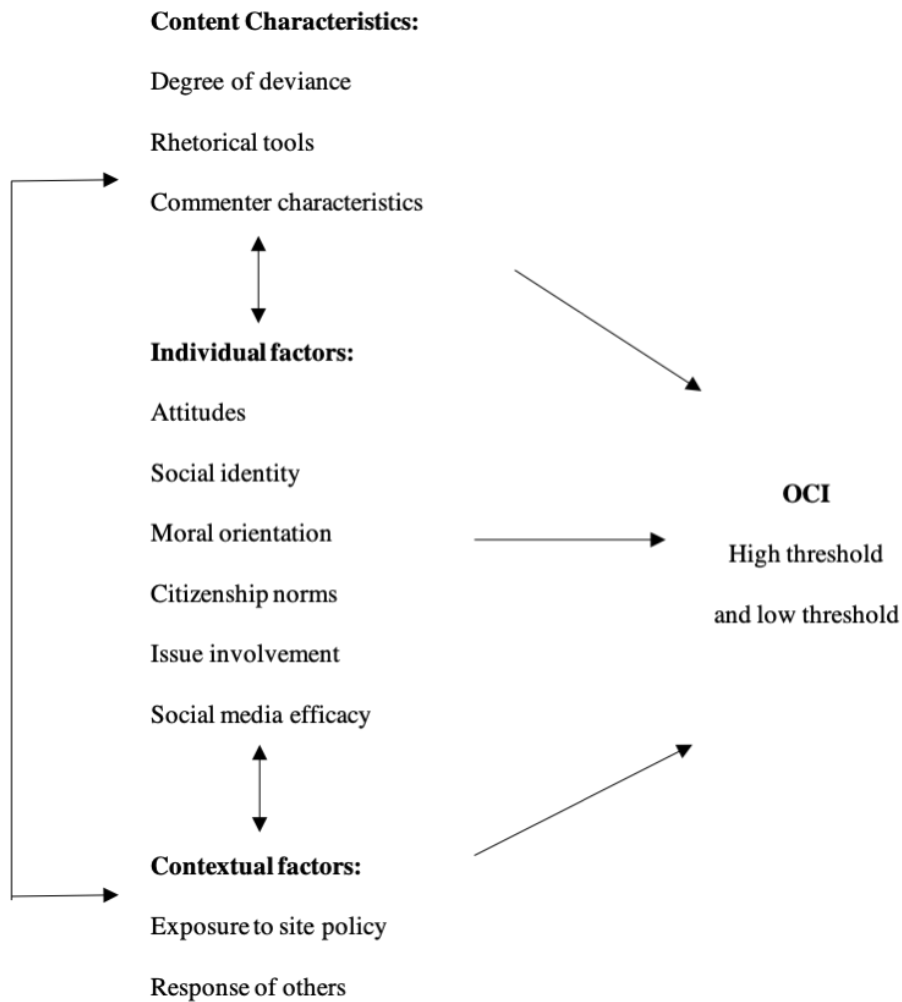 Content Characteristics:
Degree of deviance
Rhetorical tools
Commenter characteristics
Individual factors:
Attitudes
Social identity
Moral orientation
Citizenship norms
Issue involvement
Social media efficacy
Contextual factors:
Exposure to site policy
Response of others
OCI
High threshold
and low threshold